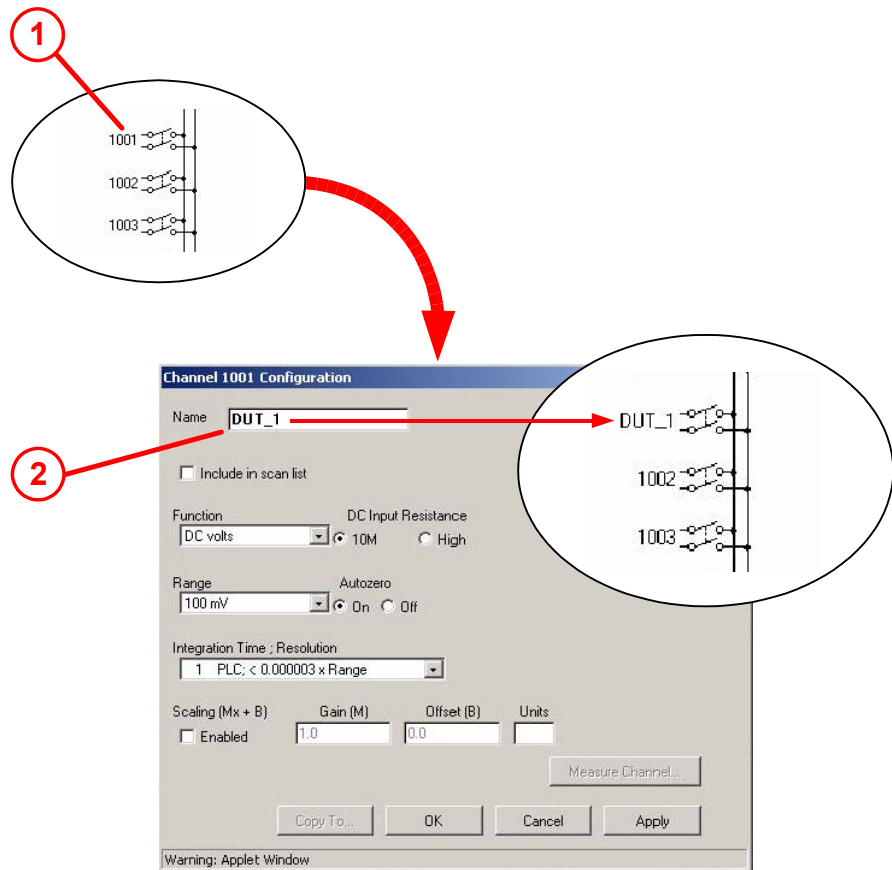 1
1001
1002
1003
Channel 1001 Configuration
Name DUT_1
DUT_1
1002
1003
2
Include in scan list
Function DC Input Resistance
DC volts 10M High
Range Autozero
100 mV On Off
Integration Time ; Resolution
1 PLC; < 0.000003 x Range
Scaling (Mx + B) Gain (M) Offset (B) Units
Enabled 1.0 0.0
Measure Channel...
Copy To... OK Cancel Apply
Warning: Applet Window